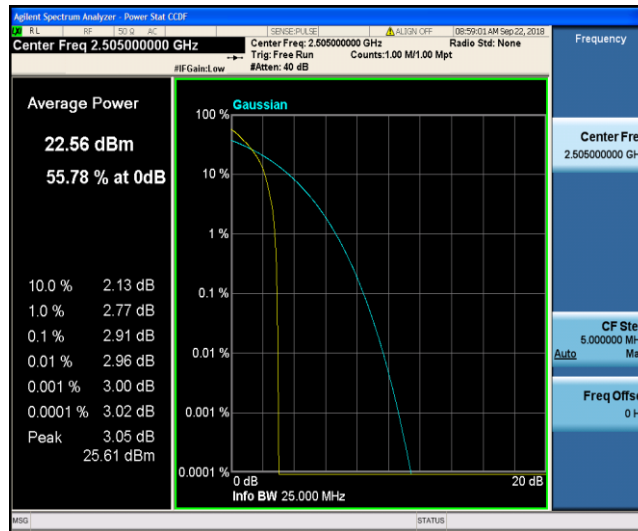 Agilent Spectrum Analyzer - Power Stat CCDF
RL RF 50 Ω AC SENSE:PULSE ALIGN OFF 08:59:01 AM Sep 22, 2018
Center Freq 2.505000000 GHz
Center Freq: 2.505000000 GHz Radio Std: None
Trig: Free Run Counts:1.00 M/1.00 Mpt
#IFGain:Low #Atten: 40 dB
Frequency
Average Power
22.56 dBm
55.78 % at 0dB
10.0 % 2.13 dB
1.0 % 2.77 dB
0.1 % 2.91 dB
0.01 % 2.96 dB
0.001 % 3.00 dB
0.0001 % 3.02 dB
Peak 3.05 dB
25.61 dBm
Gaussian
100 %
10 %
1 %
0.1 %
0.01 %
0.001 %
0.0001 %
0 dB 20 dB
Info BW 25.000 MHz
Center Fre
2.505000000 GH
CF Ste
5.000000 MH
Auto Ma
Freq Offse
0 H
MSG STATUS